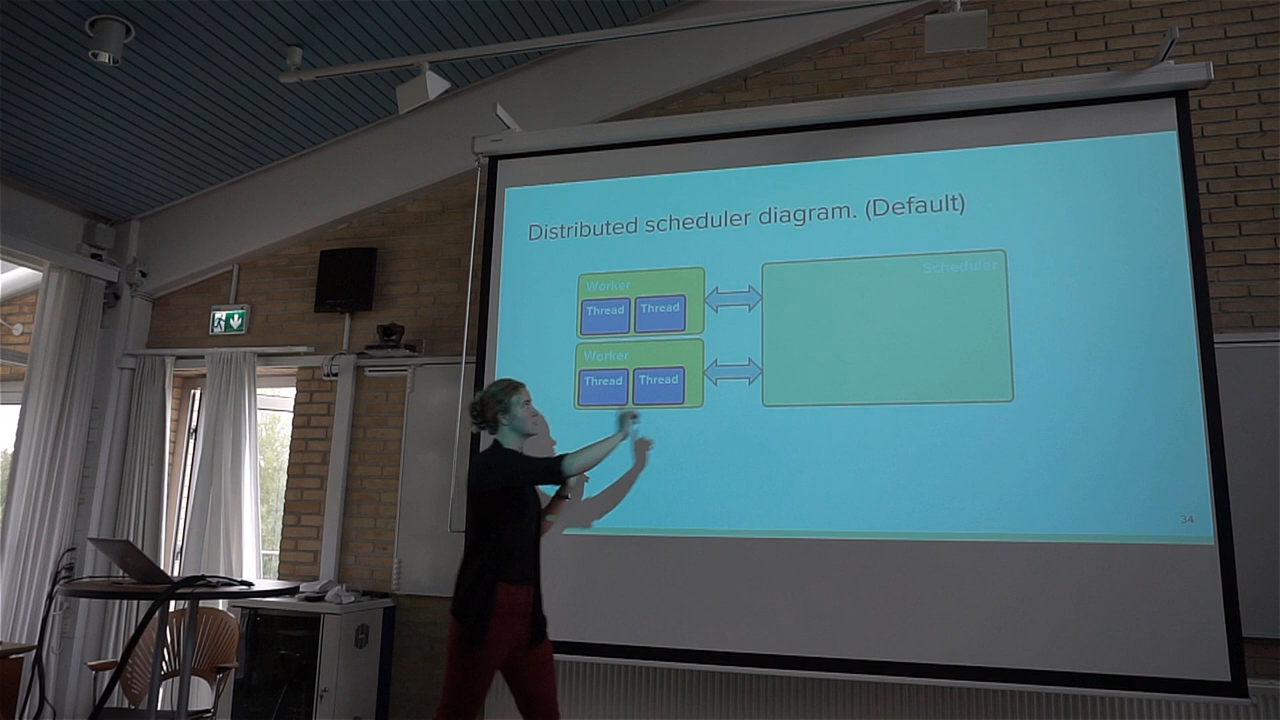 Distributed scheduler diagram. (Default)
Scheduler
Worker
Thread Thread
Worker
Thread Thread
34